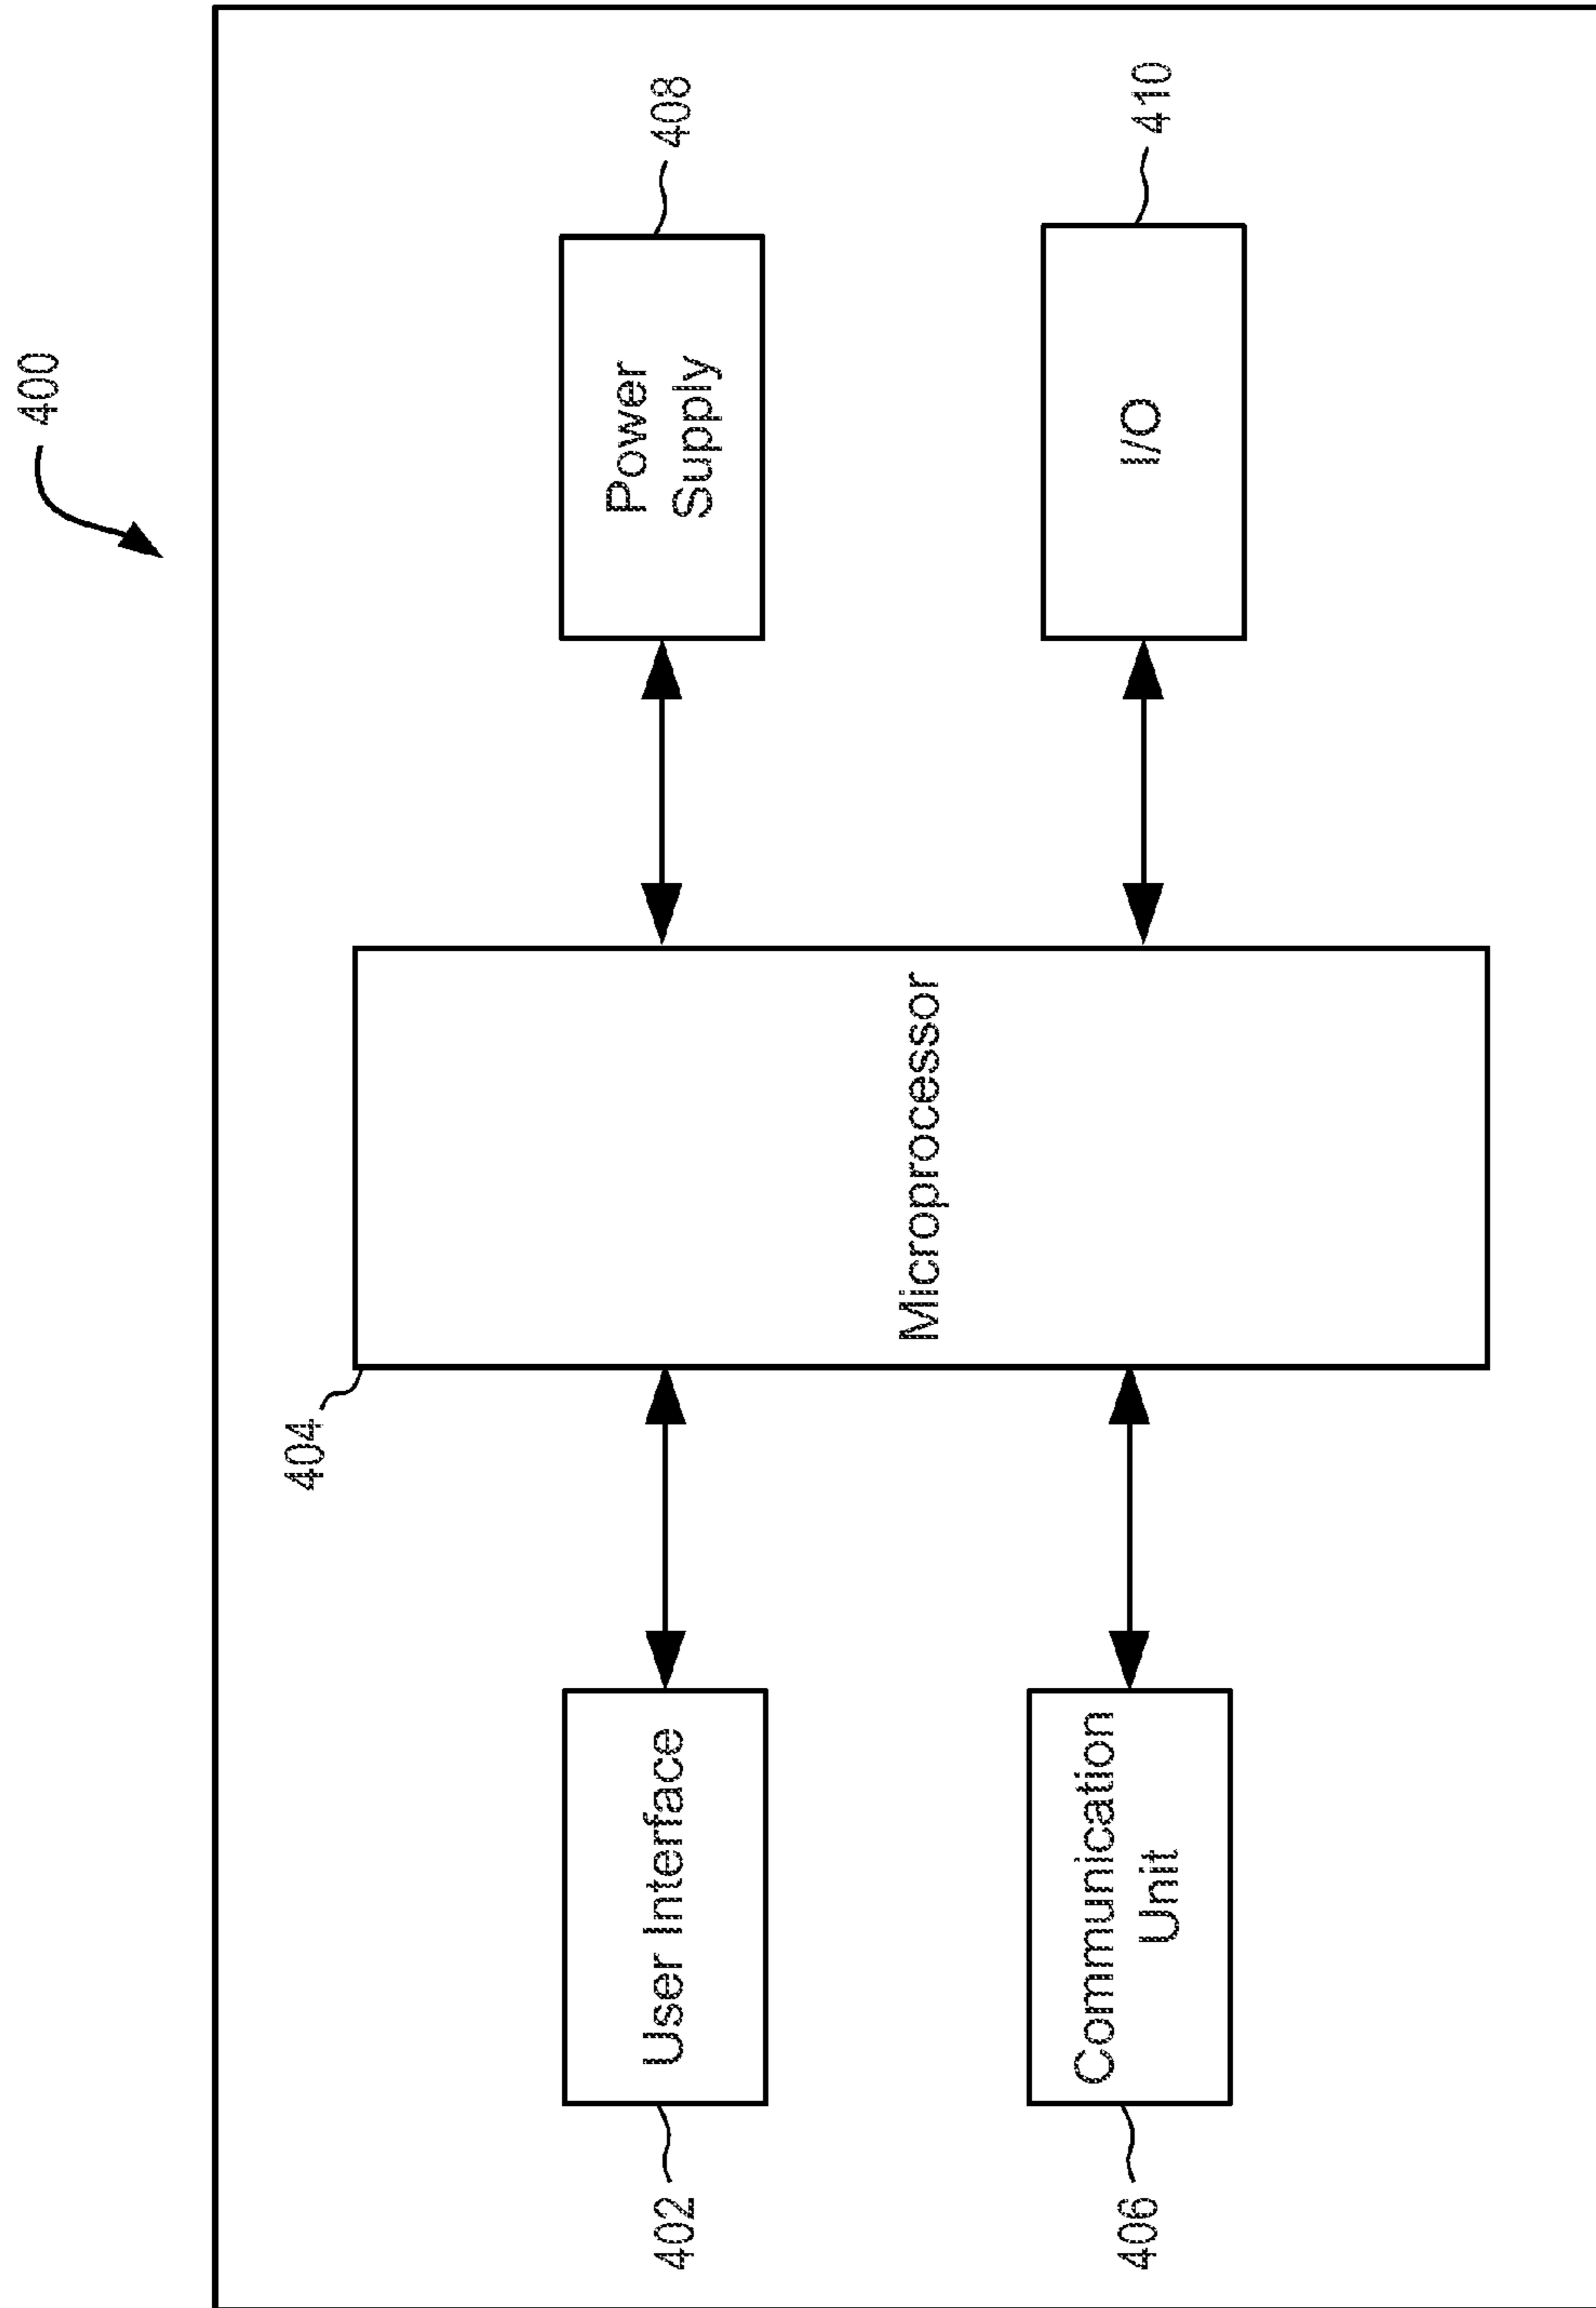 400
404
402
User Interface
Microprocessor
Power
Supply
408
406
Communication
Unit
I/O
410